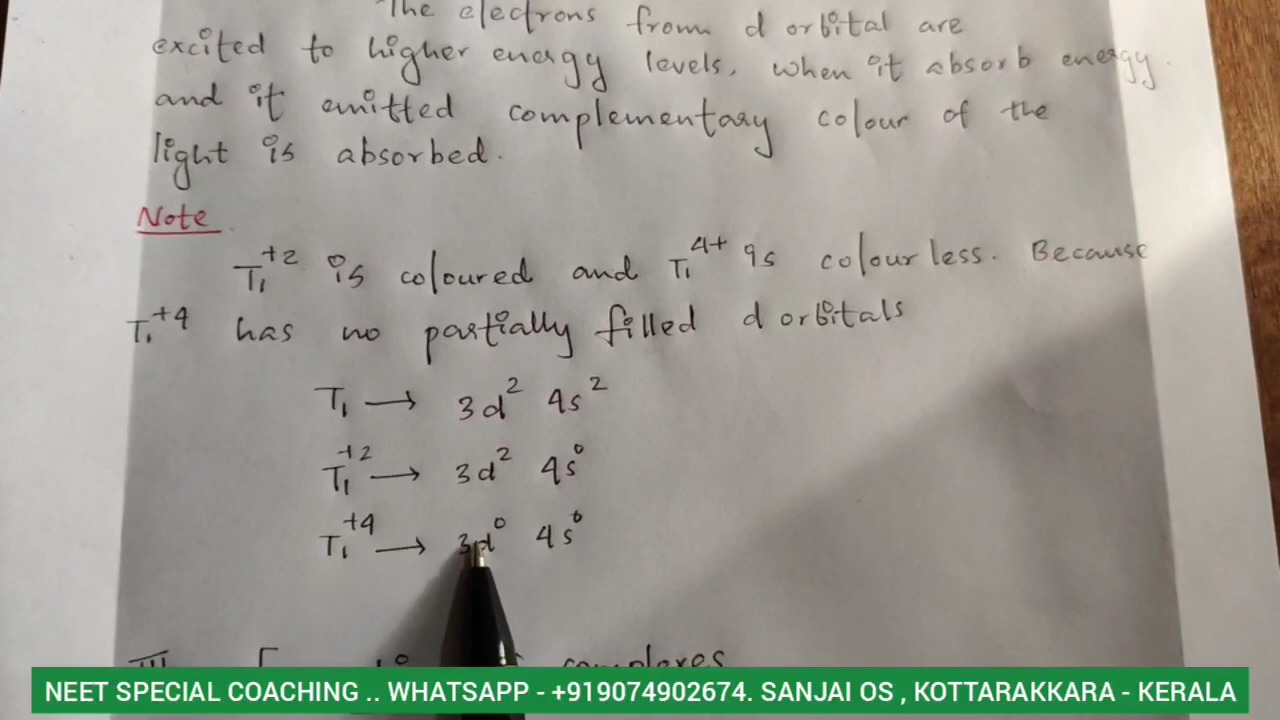 The electrons from d orbital are
excited to higher energy levels, when it absorb energy
and it emitted complementary colour of the
light is absorbed.
Note
Ti+2 is coloured and Ti4+ is colourless. Because
Ti+4 has no partially filled d orbitals
Ti → 3d² 4s²
Ti+2 → 3d² 4s⁰
Ti+4 → 3d⁰ 4s⁰
III complexes
NEET SPECIAL COACHING .. WHATSAPP - +919074902674. SANJAI OS , KOTTARAKKARA - KERALA